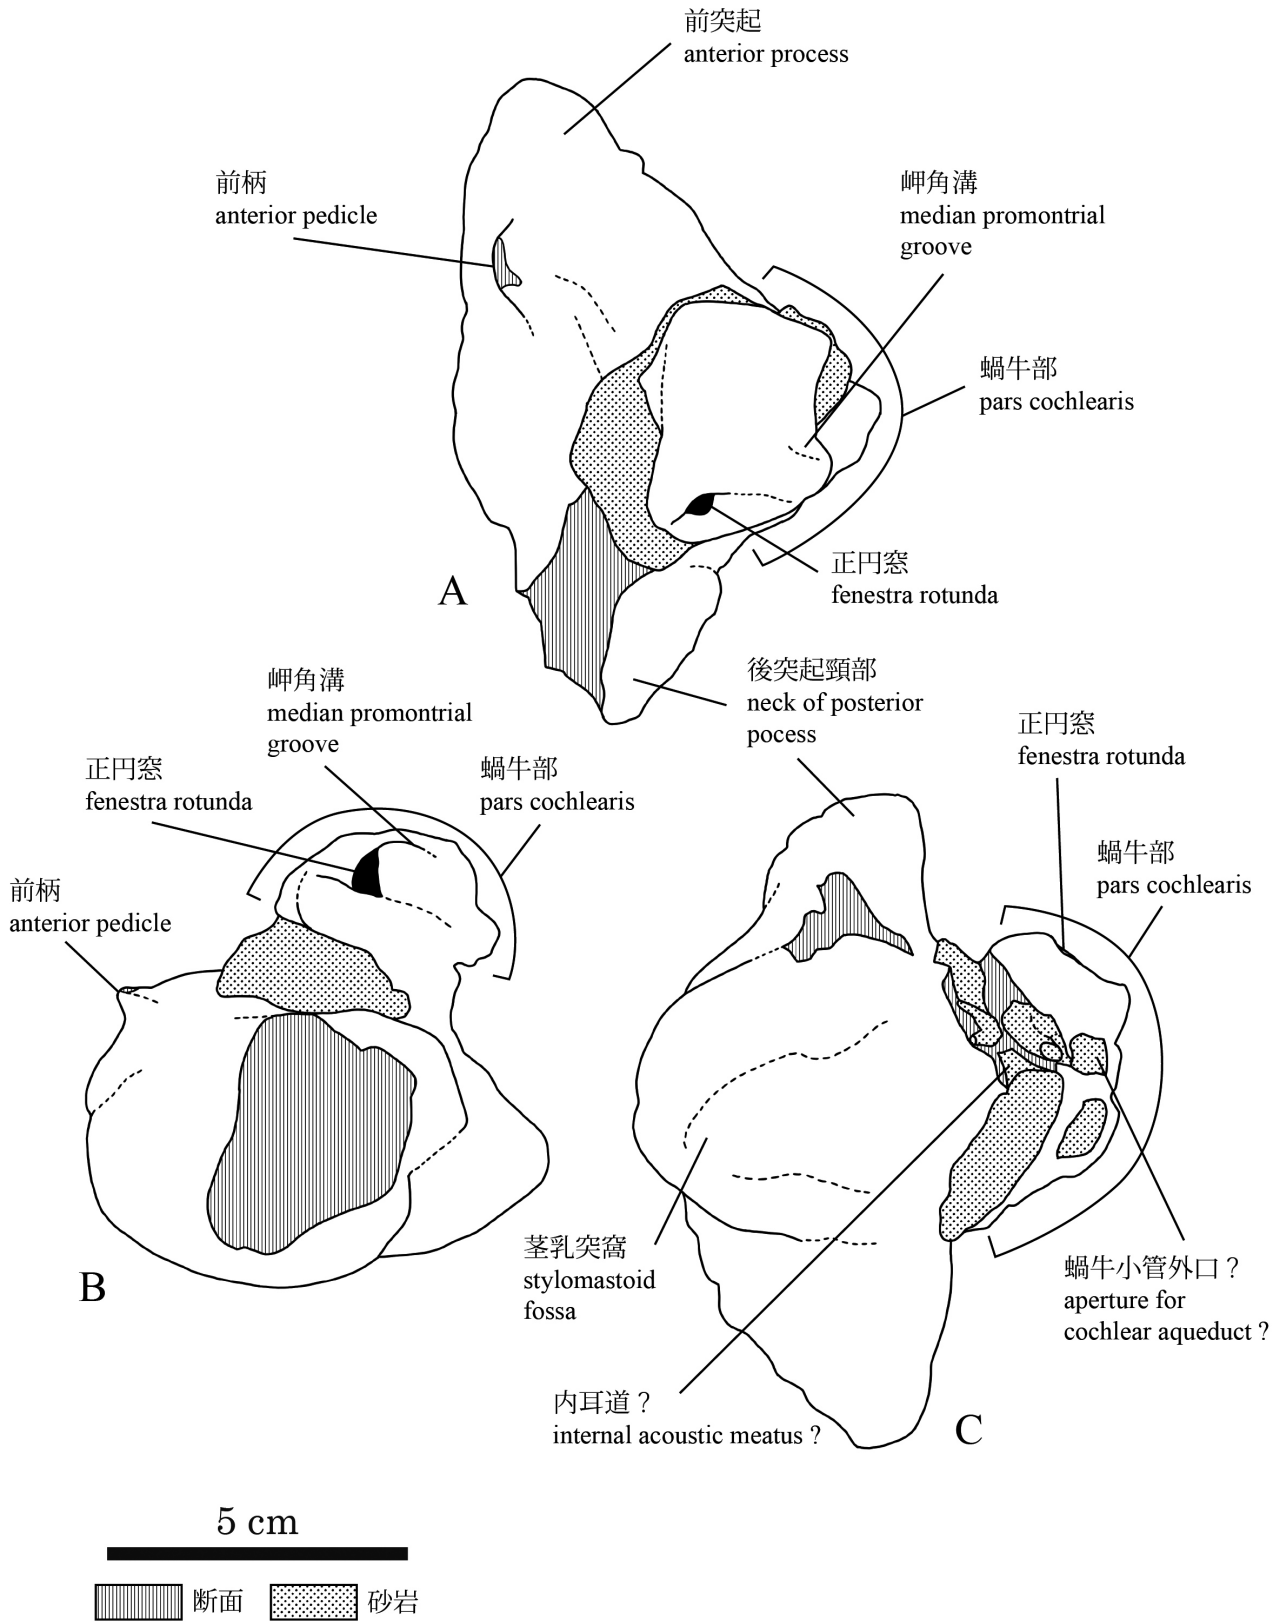 前突起
anterior process
前柄
anterior pedicle
岬角溝
median promontrial
groove
蝸牛部
pars cochlearis
正円窓
fenestra rotunda
A
後突起頸部
neck of posterior
pocess
岬角溝
median promontrial
groove
正円窓
fenestra rotunda
蝸牛部
pars cochlearis
前柄
anterior pedicle
B
正円窓
fenestra rotunda
蝸牛部
pars cochlearis
茎乳突窩
stylomastoid
fossa
蝸牛小管外口？
aperture for
cochlear aqueduct ?
内耳道？
internal acoustic meatus ?
C
5 cm
断面
砂岩